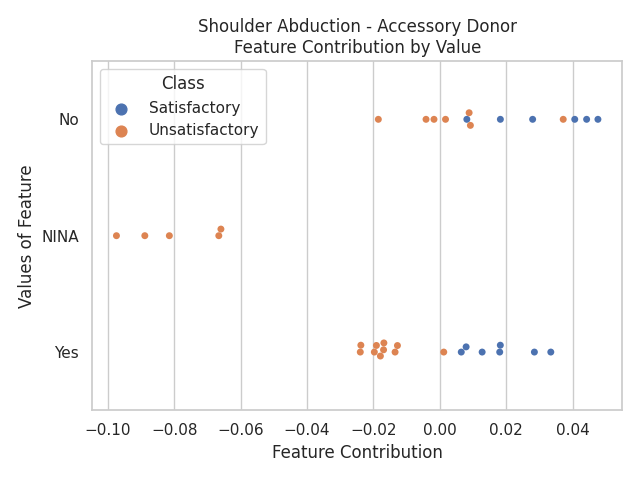 Shoulder Abduction - Accessory Donor
Feature Contribution by Value
Class
Satisfactory
Unsatisfactory
Values of Feature
No
NINA
Yes
−0.10 −0.08 −0.06 −0.04 −0.02 0.00 0.02 0.04
Feature Contribution